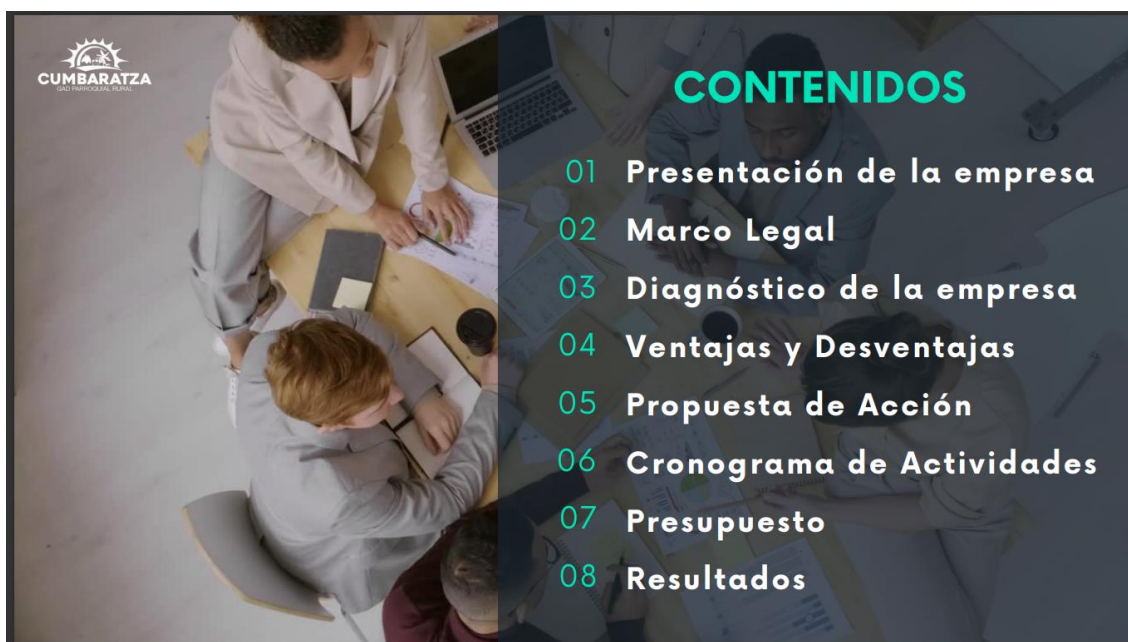 CUMBARATZA
GAD PARROQUIAL RURAL
CONTENIDOS
01 Presentación de la empresa
02 Marco Legal
03 Diagnóstico de la empresa
04 Ventajas y Desventajas
05 Propuesta de Acción
06 Cronograma de Actividades
07 Presupuesto
08 Resultados